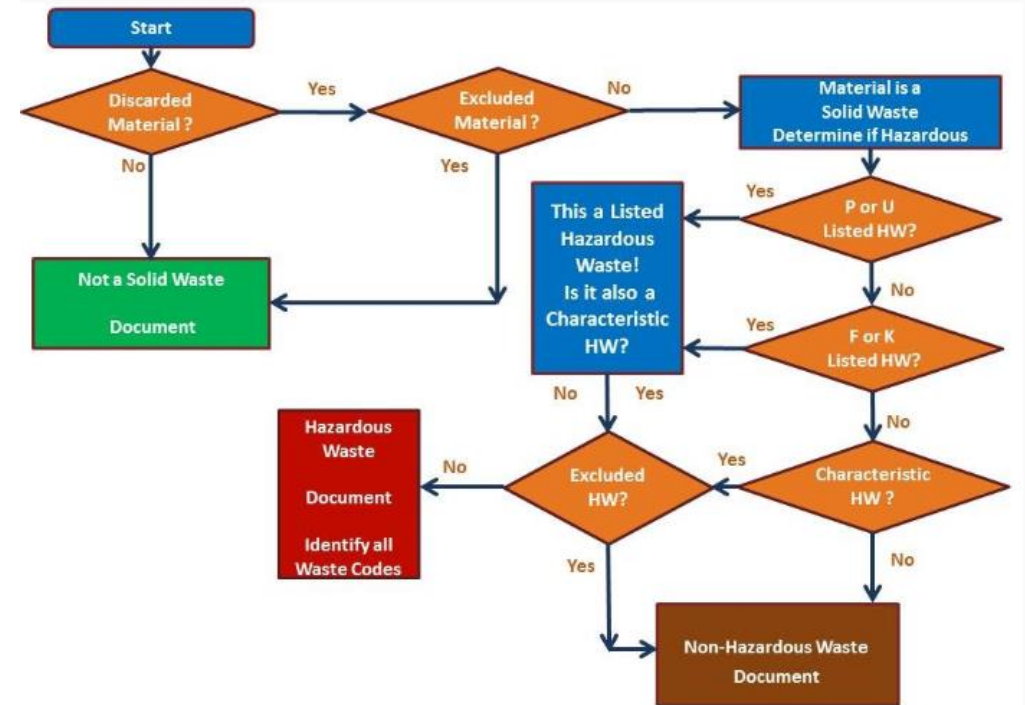 Start
Discarded
Material ?
Yes
No
Excluded
Material ?
No
Yes
Material is a
Solid Waste
Determine if Hazardous
Not a Solid Waste
Document
This a Listed
Hazardous
Waste!
Is it also a
Characteristic
HW?
Yes
P or U
Listed HW?
No
Yes
F or K
Listed HW?
No
No
Yes
Hazardous
Waste
Document
Identify all
Waste Codes
No
Excluded
HW?
Yes
Characteristic
HW ?
Yes
No
Non-Hazardous Waste
Document